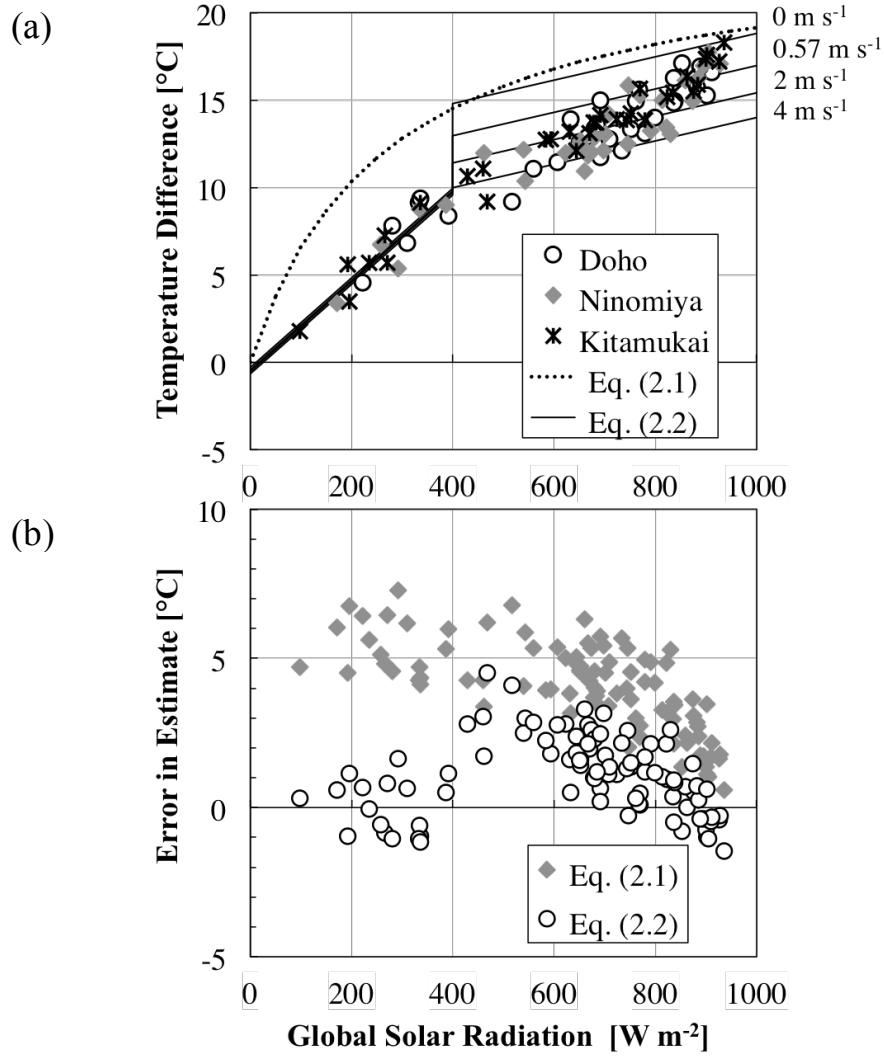 (a)
Temperature Difference [°C]
20
15
10
5
0
-5
0 m s-1
0.57 m s-1
2 m s-1
4 m s-1
Doho
Ninomiya
Kitamukai
Eq. (2.1)
Eq. (2.2)
0 200 400 600 800 1000
(b)
Error in Estimate [°C]
10
5
0
-5
Eq. (2.1)
Eq. (2.2)
0 200 400 600 800 1000
Global Solar Radiation [W m-2]